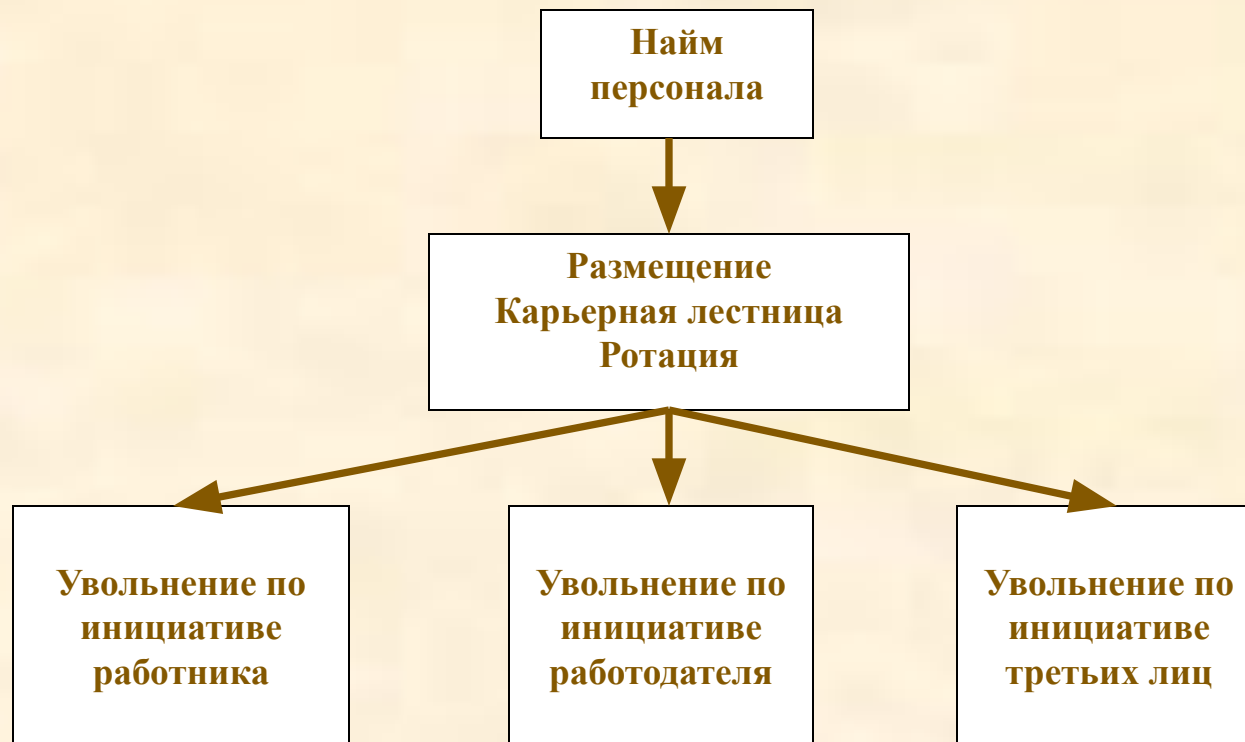 Найм
персонала
Размещение
Карьерная лестница
Ротация
Увольнение по
инициативе
работника
Увольнение по
инициативе
работодателя
Увольнение по
инициативе
третьих лиц